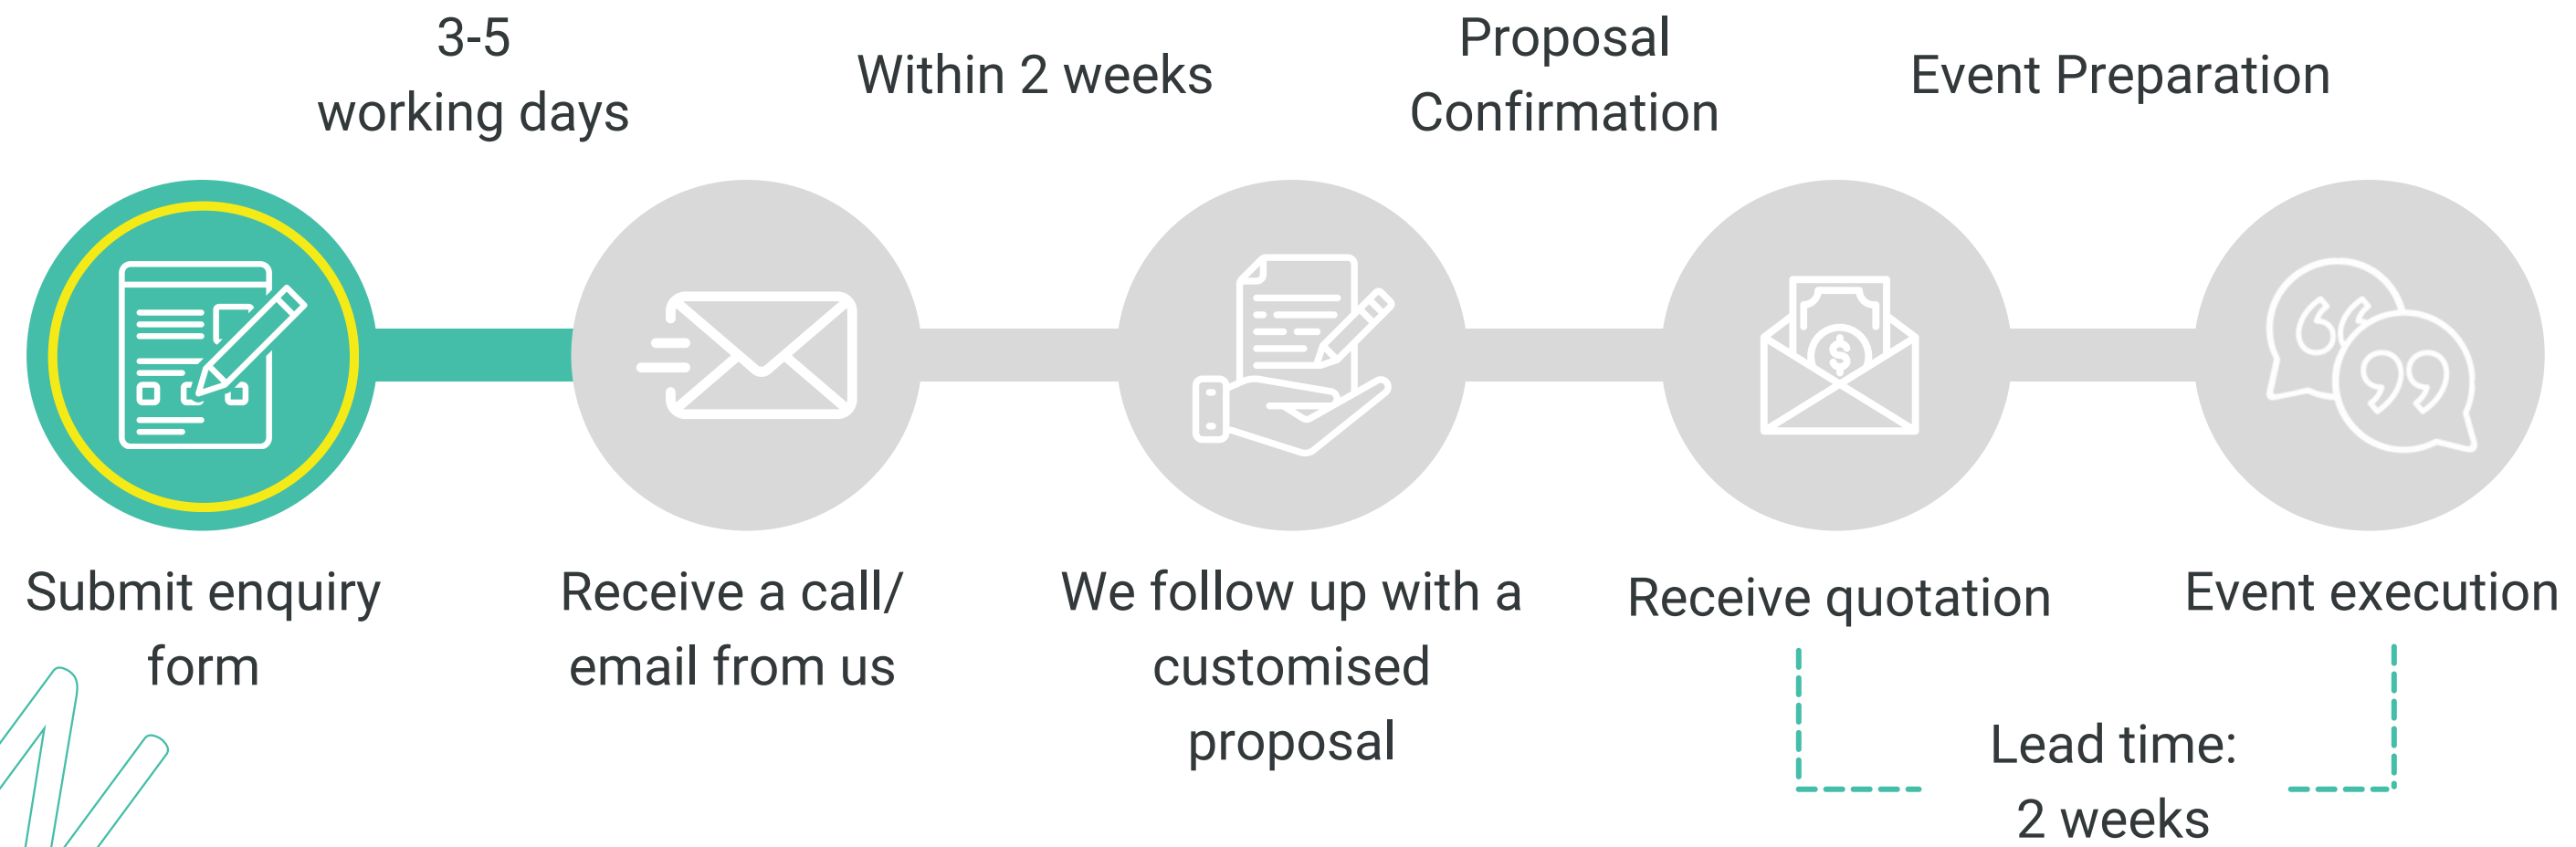 3-5
working days
Within 2 weeks
Proposal
Confirmation
Event Preparation
Submit enquiry
form
Receive a call/
email from us
We follow up with a
customised
proposal
$
Receive quotation
Event execution
Lead time:
2 weeks